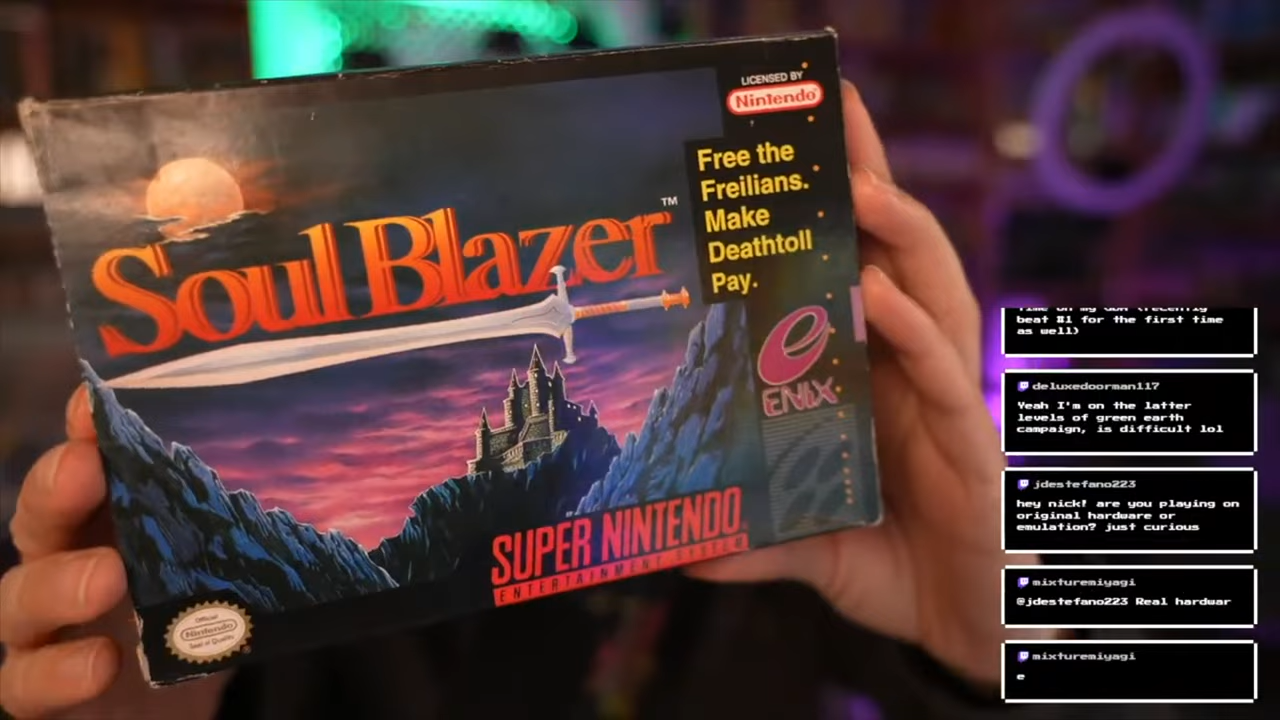 LICENSED BY
Nintendo
Free the
Freilians.
Make
Deathtoll
Pay.
Soul Blazer
TM
ENIX
SUPER NINTENDO
ENTERTAINMENT SYSTEM
Official
Nintendo
Seal of Quality
beat #1 for the first time
as well)
deluxedoorman117
Yeah I'm on the latter
levels of green earth
campaign, is difficult lol
jdestefano223
hey nick! are you playing on
original hardware or
emulation? just curious
mixturemiyagi
@jdestefano223 Real hardwar
mixturemiyagi
e